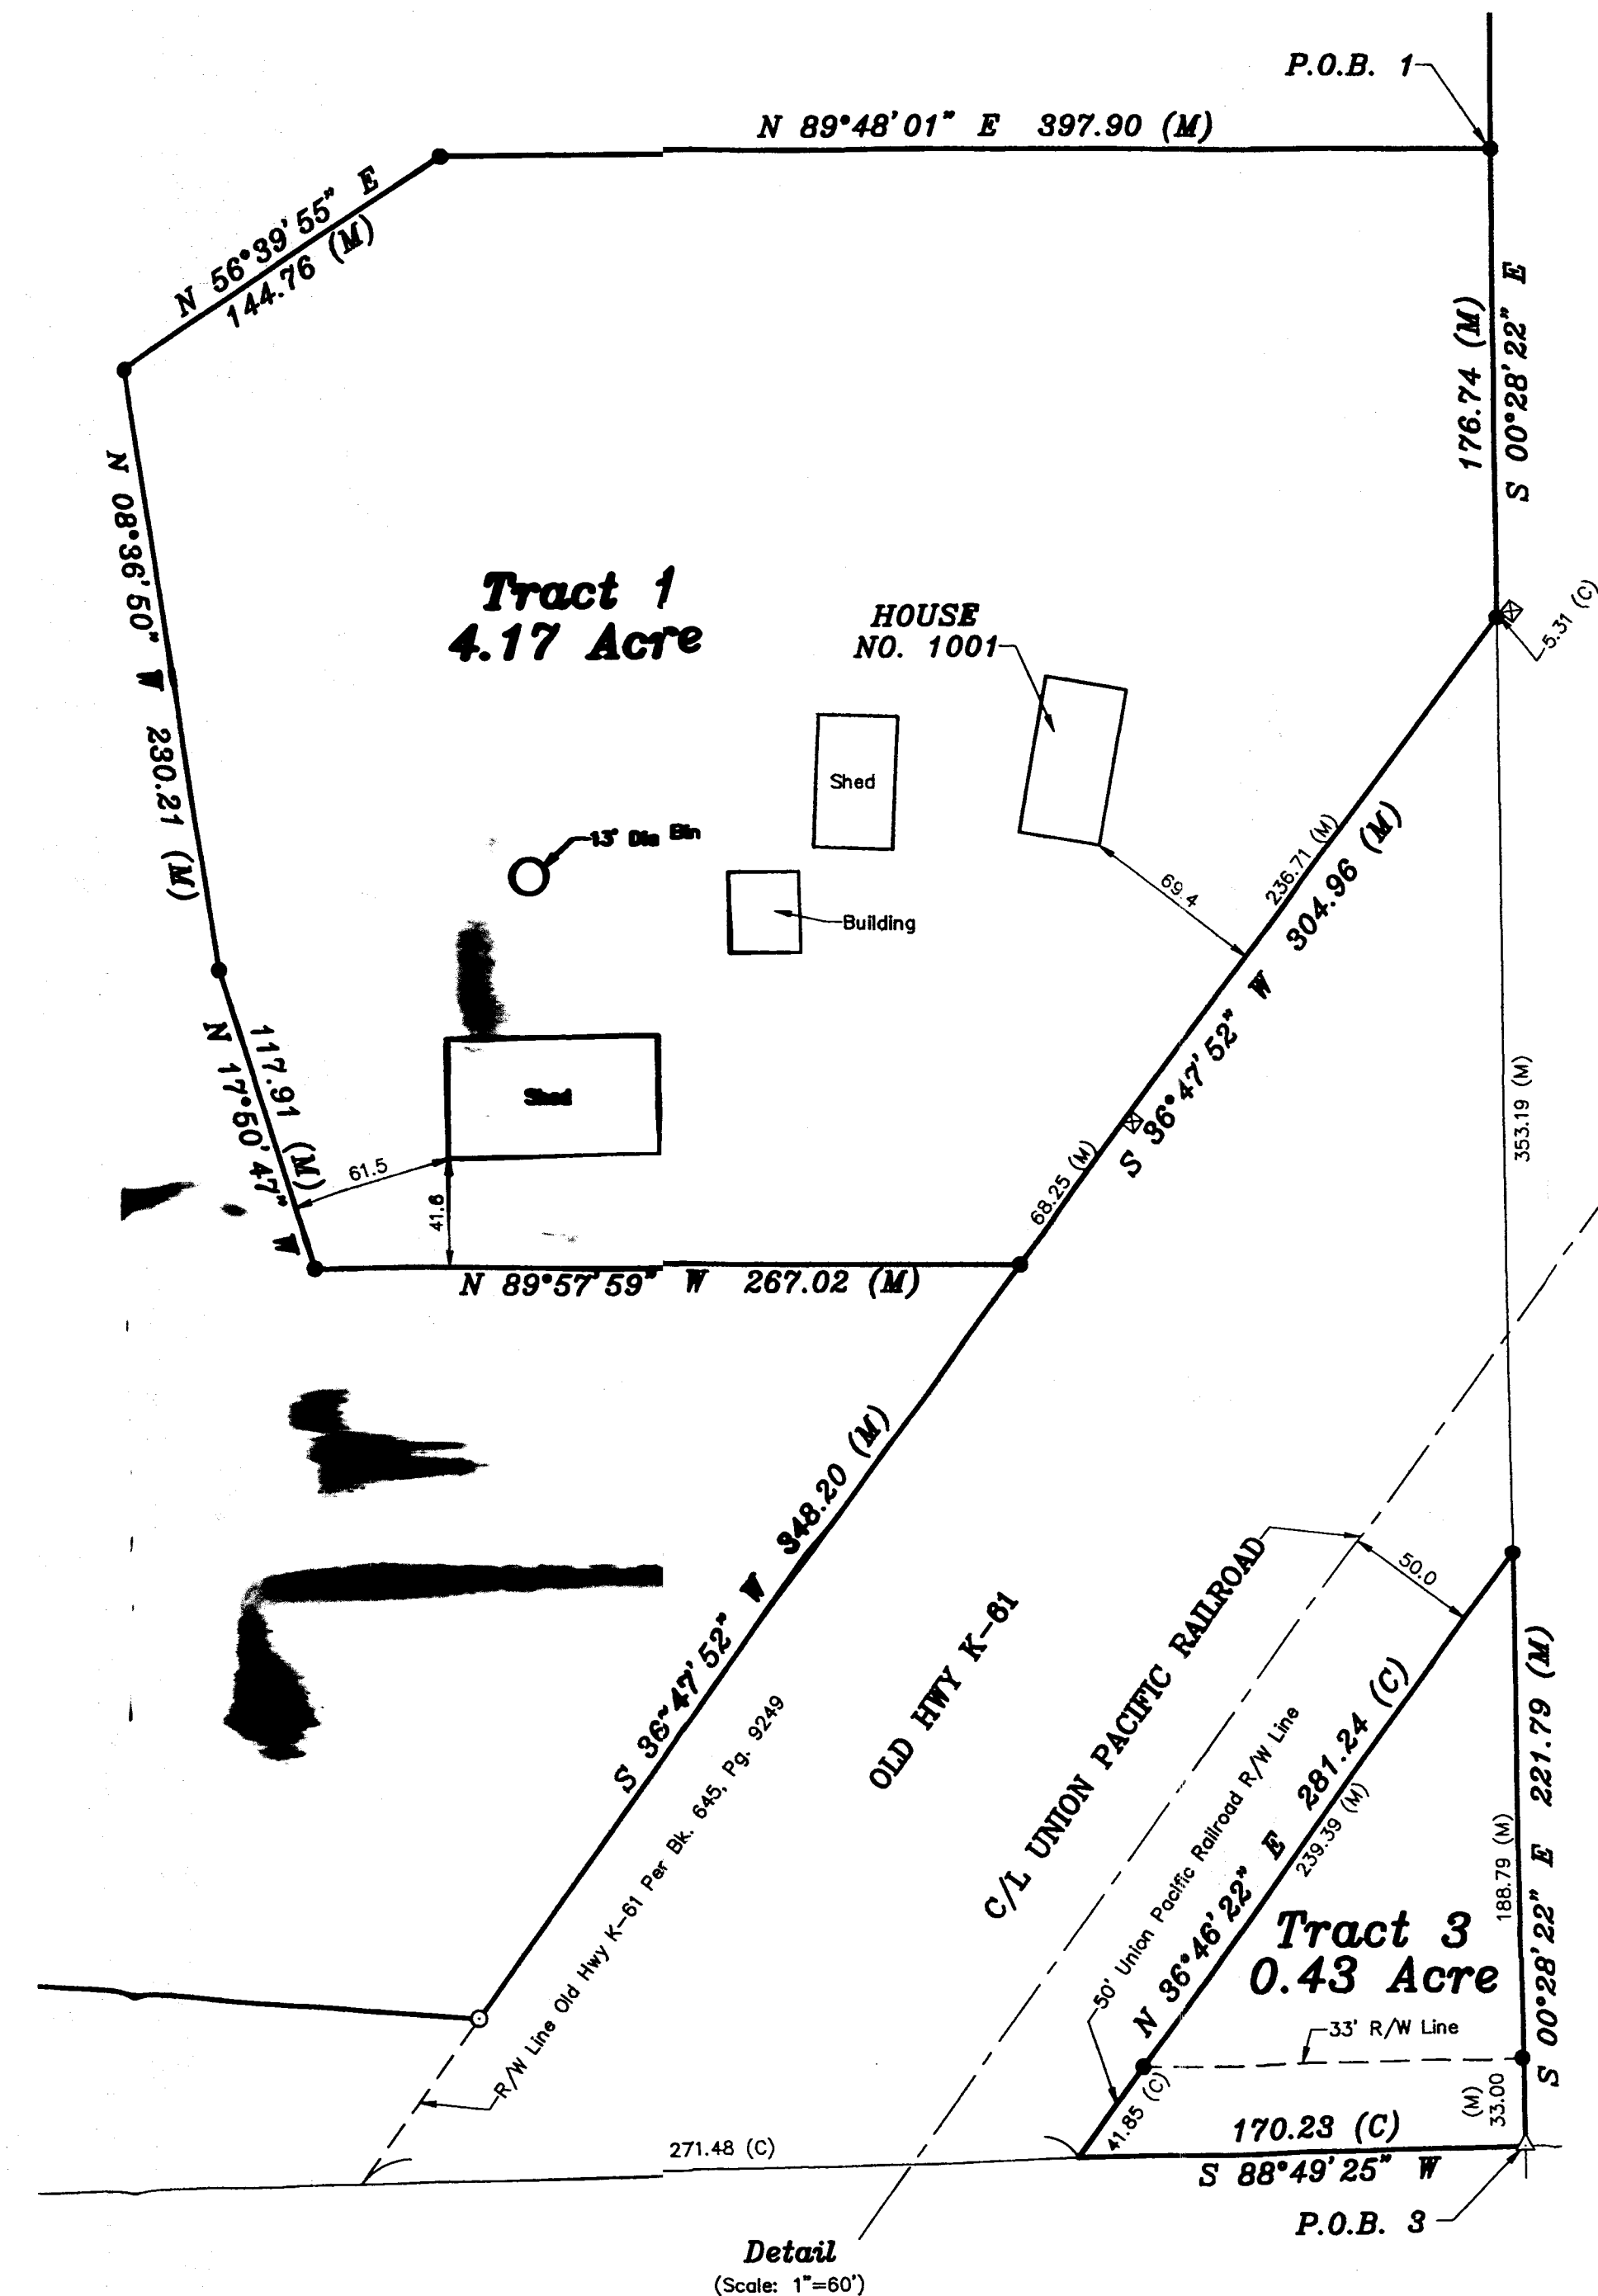 P.O.B. 1
N 89°48'01" E 397.90 (M)
N 56°39'55" E
144.76 (M)
176.74 (M)
S 00°28'22" E
N 08°36'50" W 230.21 (M)
Tract 1
4.17 Acre
HOUSE
NO. 1001
5.31 (C)
Shed
13' Dia Bin
Building
69.4
236.71 (M)
304.96 (M)
S 36°47'52" W
68.25 (M)
353.19 (M)
117.91 (M)
N 17°50'47" W
Shed
61.5
41.6
N 89°57'59" W 267.02 (M)
S 36°47'52" W 348.20 (M)
R/W Line Old Hwy K-61 Per Bk. 645, Pg. 9249
OLD HWY K-61
C/L UNION PACIFIC RAILROAD
50.0
50' Union Pacific Railroad R/W Line
N 36°46'22" E 281.24 (C)
239.39 (M)
188.79 (M)
S 00°28'22" E 221.79 (M)
Tract 3
0.43 Acre
33' R/W Line
41.85 (C)
(M)
33.00
170.23 (C)
S 88°49'25" W
271.48 (C)
P.O.B. 3
Detail
(Scale: 1"=60')